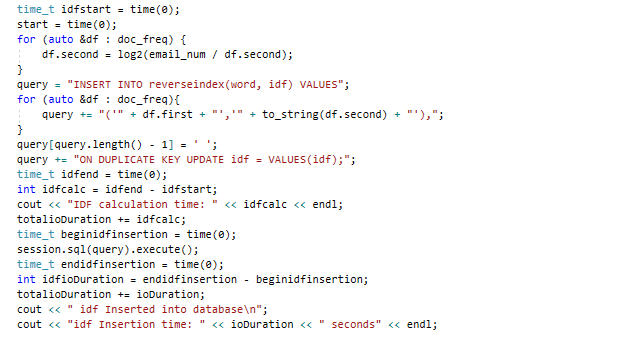 time_t idfstart = time(0);
start = time(0);
for (auto &df : doc_freq) {
    df.second = log2(email_num / df.second);
}
query = "INSERT INTO reverseindex(word, idf) VALUES";
for (auto &df : doc_freq){
    query += "('" + df.first + "','" + to_string(df.second) + "'),";
}
query[query.length() - 1] = ' ';
query += "ON DUPLICATE KEY UPDATE idf = VALUES(idf);";
time_t idfend = time(0);
int idfcalc = idfend - idfstart;
cout << "IDF calculation time: " << idfcalc << endl;
totalioDuration += idfcalc;
time_t beginidfinsertion = time(0);
session.sql(query).execute();
time_t endidfinsertion = time(0);
int idfioDuration = endidfinsertion - beginidfinsertion;
totalioDuration += ioDuration;
cout << " idf Inserted into database\n";
cout << "idf Insertion time: " << ioDuration << " seconds" << endl;